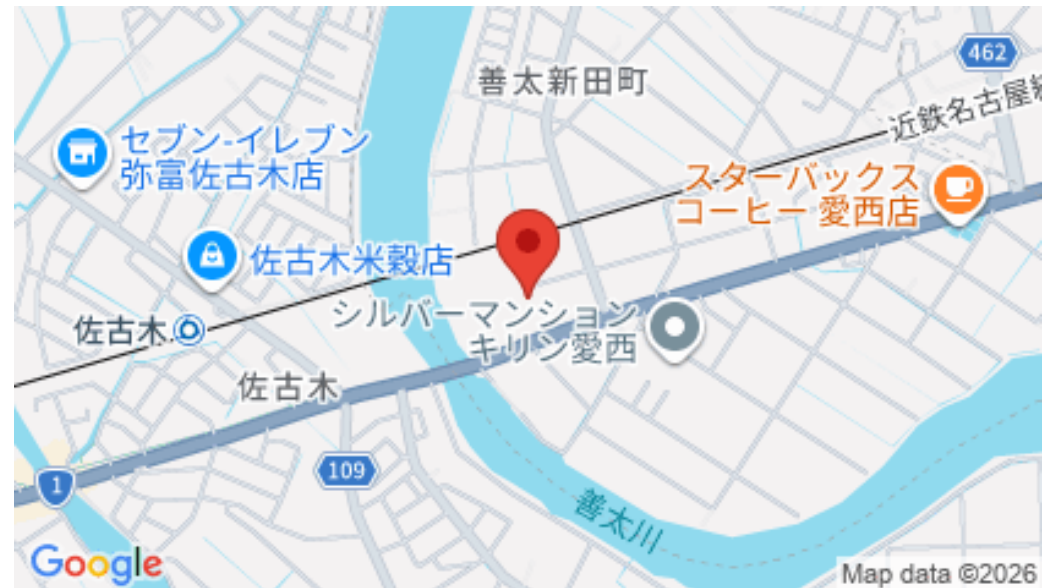 善太新田町
462
近鉄名古屋
セブン-イレブン
弥富佐古木店
スターバックス
コーヒー 愛西店
佐古木米穀店
シルバーマンション
キリン愛西
佐古木
佐古木
109
1
善太川
Google
Map data ©2026